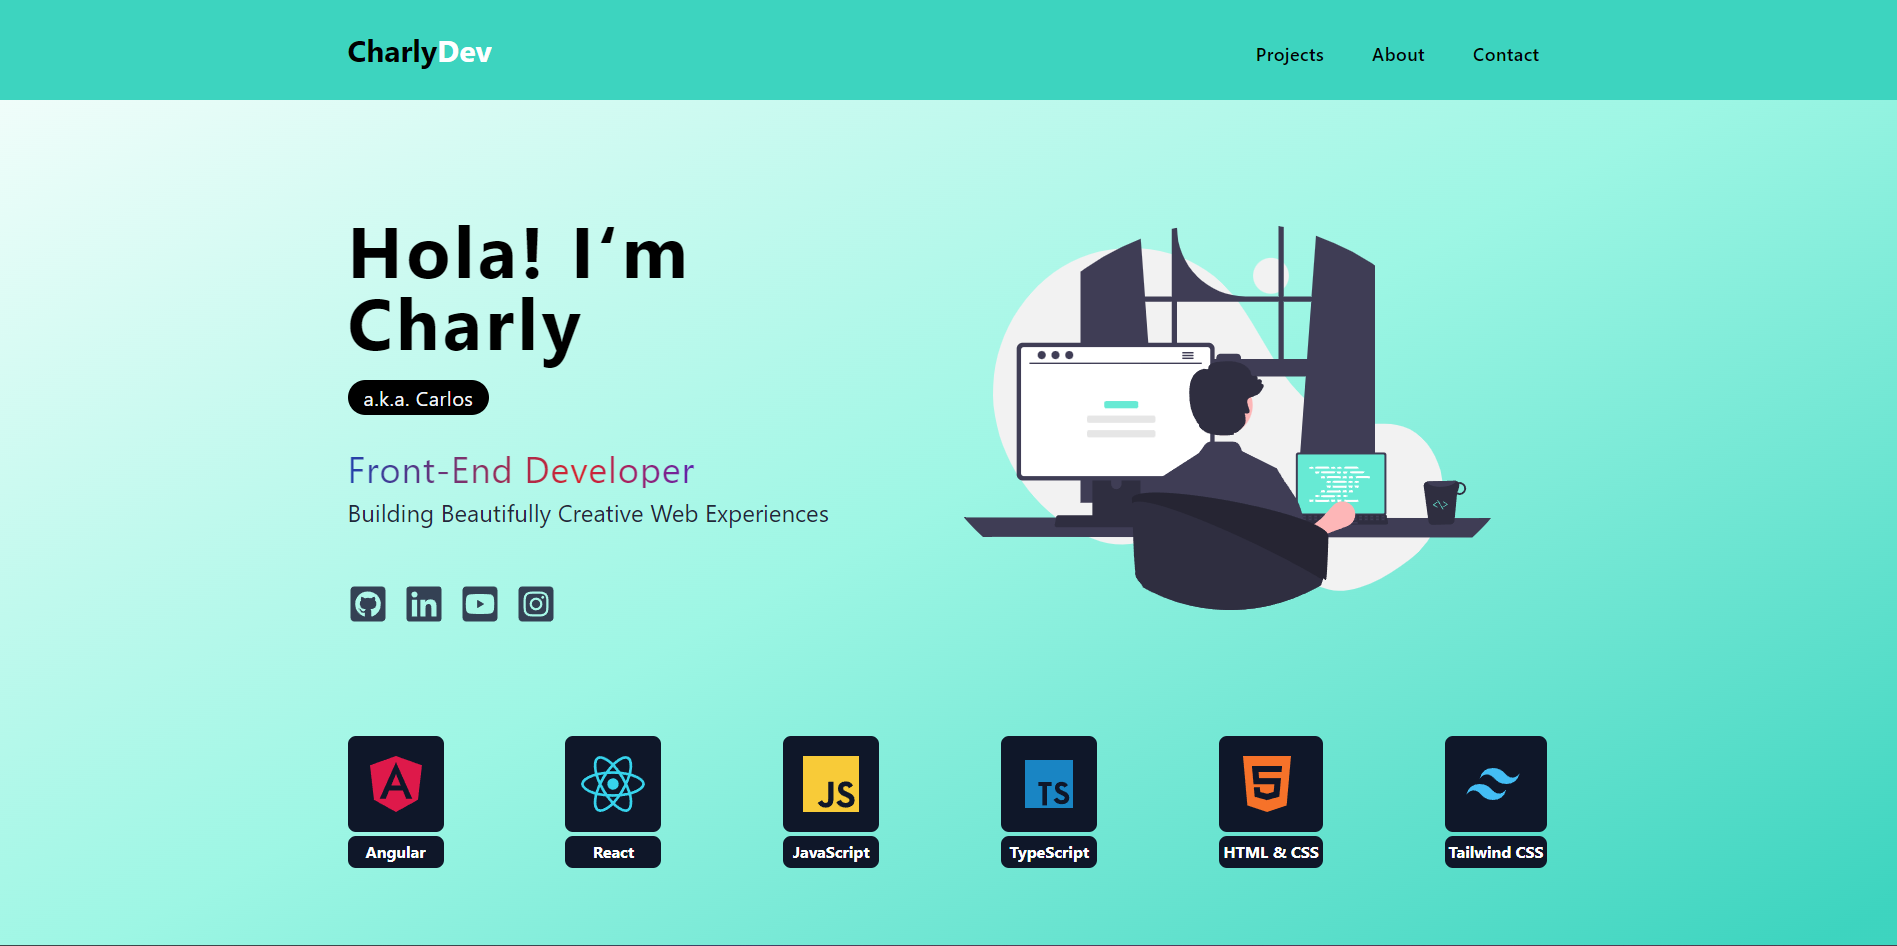 CharlyDev
Projects About Contact
Hola! I‘m
Charly
a.k.a. Carlos
Front-End Developer
Building Beautifully Creative Web Experiences
in
A
JS
TS
5
Angular React JavaScript TypeScript HTML & CSS Tailwind CSS